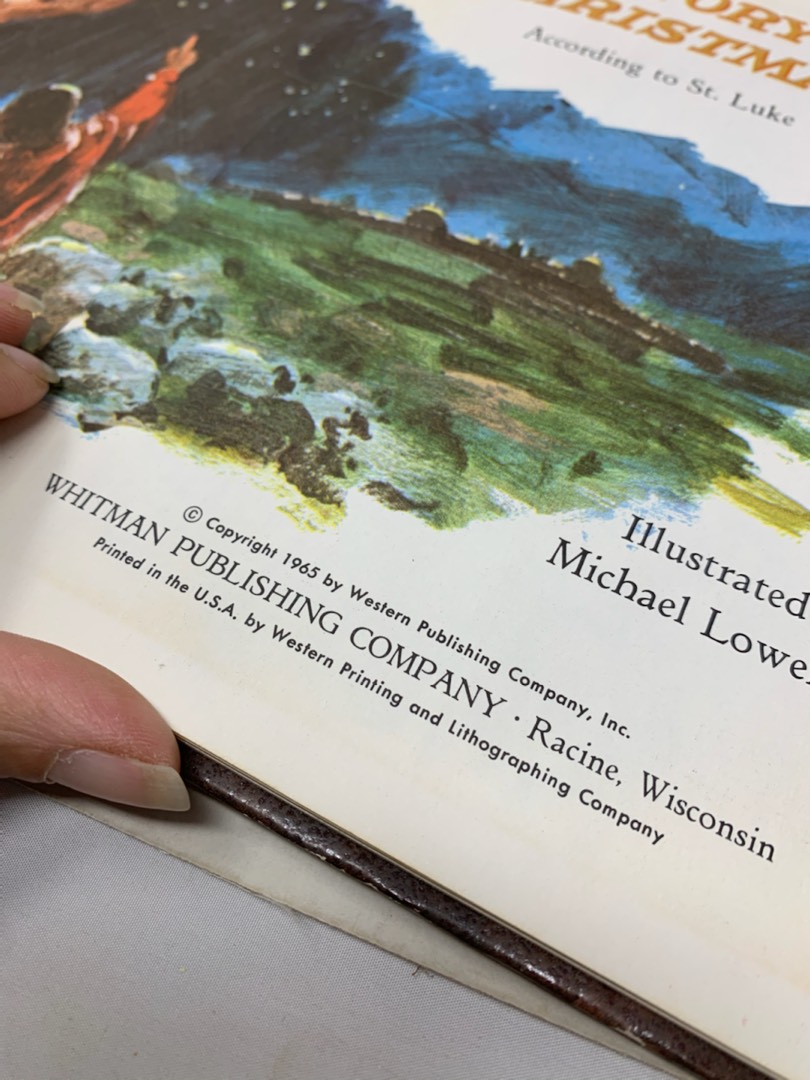 According to St. Luke
Illustrated
Michael
© Copyright 1965 by Western Publishing Company, Inc.
WHITMAN PUBLISHING COMPANY · Racine, Wisconsin
Printed in the U.S.A. by Western Printing and Lithographing Company